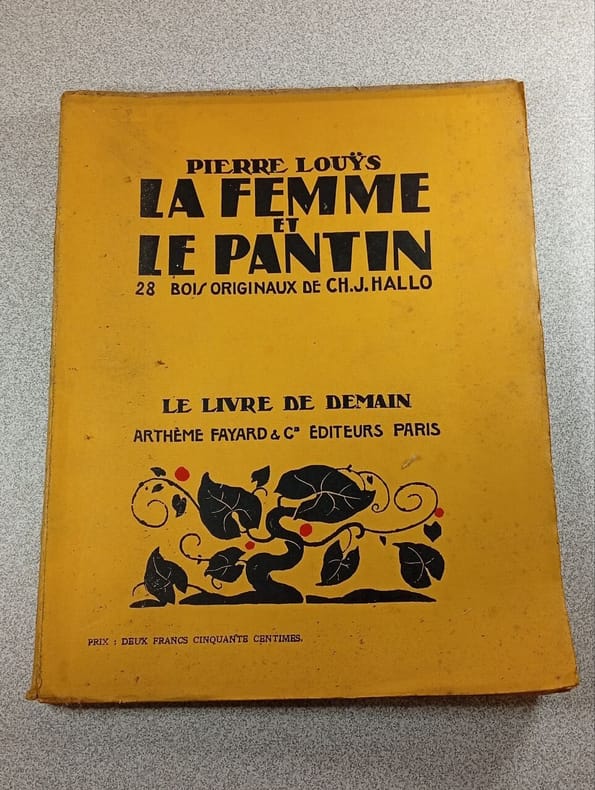 PIERRE LOUŸS
LA FEMME
ET
LE PANTIN
28 BOIS ORIGINAUX DE CH.J.HALLO
LE LIVRE DE DEMAIN
ARTHÈME FAYARD & Cᴵᴱ ÉDITEURS PARIS
PRIX : DEUX FRANCS CINQUANTE CENTIMES.